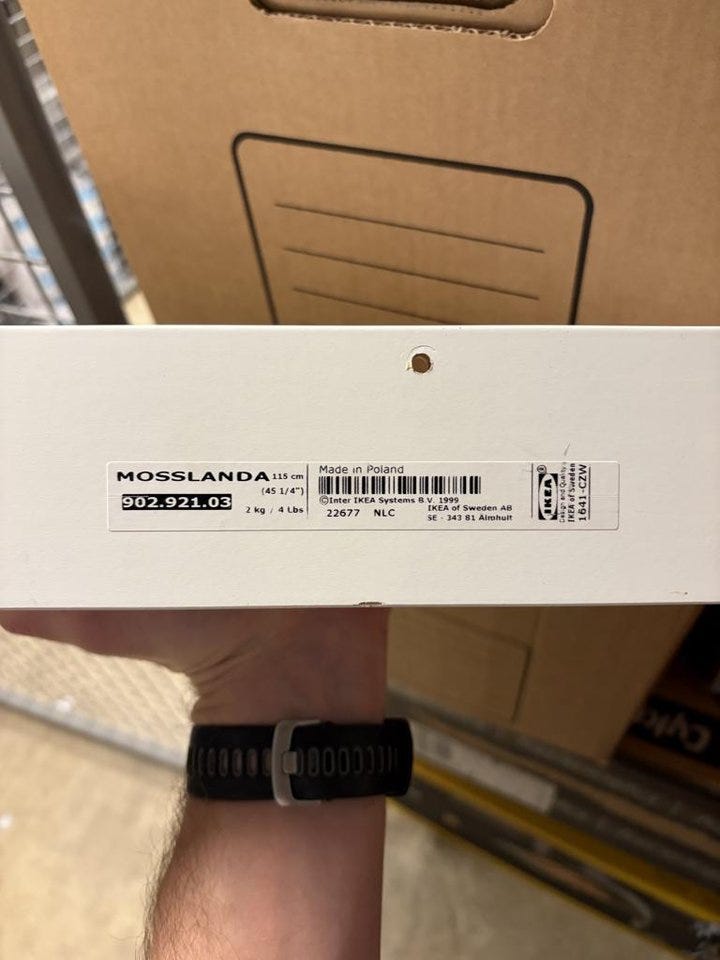 MOSSLANDA 115 cm
(45 1/4")
902.921.03
2 kg / 4 Lbs
Made in Poland
©Inter IKEA Systems B.V. 1999
22677 NLC
IKEA of Sweden AB
SE - 343 81 Älmhult
IKEA®
Design and Quality
IKEA of Sweden
1641-CZW